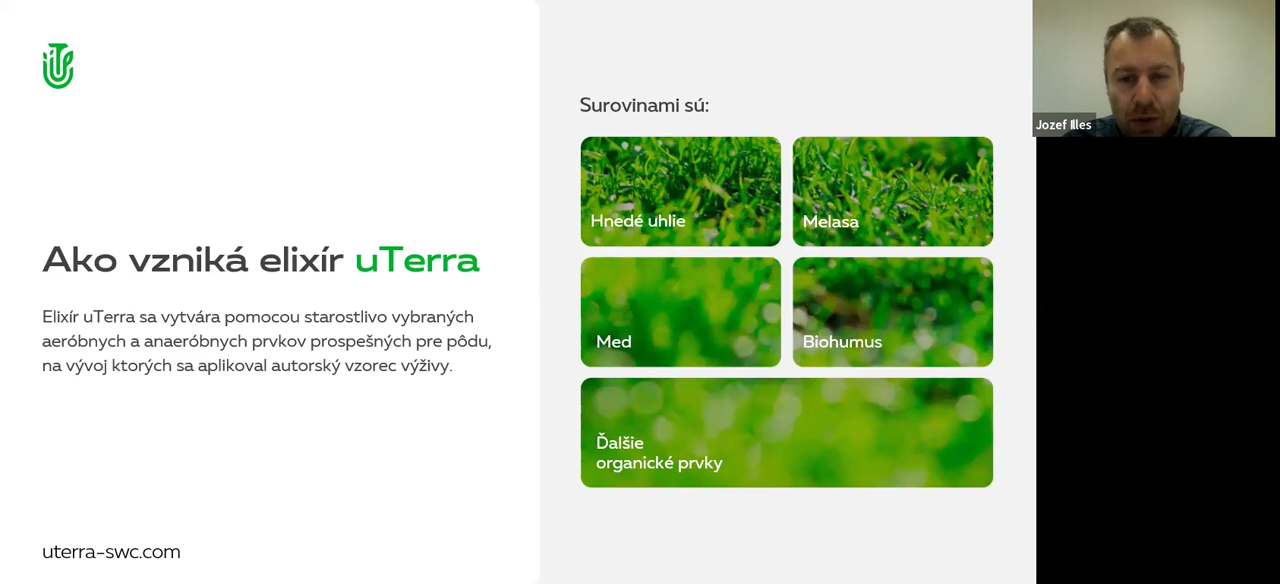 Ako vzniká elixír uTerra
Elixír uTerra sa vytvára pomocou starostlivo vybraných
aeróbnych a anaeróbnych prvkov prospešných pre pôdu,
na vývoj ktorých sa aplikoval autorský vzorec výživy.
uterra-swc.com
Surovinami sú:
Hnedé uhlie
Melasa
Med
Biohumus
Ďalšie
organické prvky
Jozef Illes